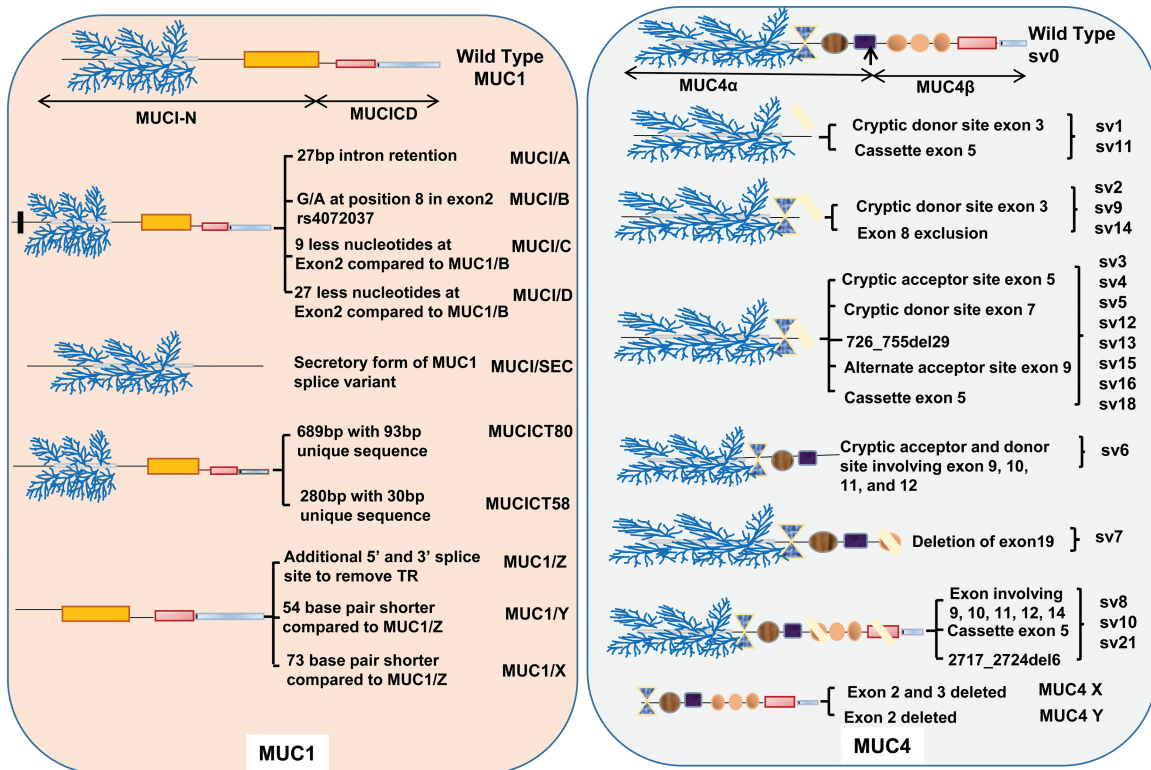 Wild Type
MUC1
MUCI-N
MUCICD
27bp intron retention
MUCI/A
G/A at position 8 in exon2
rs4072037
MUCI/B
9 less nucleotides at
Exon2 compared to MUC1/B
MUCI/C
27 less nucleotides at
Exon2 compared to MUC1/B
MUCI/D
Secretory form of MUC1
splice variant
MUCI/SEC
689bp with 93bp
unique sequence
MUCICT80
280bp with 30bp
unique sequence
MUCICT58
Additional 5’ and 3’ splice
site to remove TR
MUC1/Z
54 base pair shorter
compared to MUC1/Z
MUC1/Y
73 base pair shorter
compared to MUC1/Z
MUC1/X
MUC1
Wild Type
sv0
MUC4α
MUC4β
Cryptic donor site exon 3
Cassette exon 5
sv1
sv11
Cryptic donor site exon 3
Exon 8 exclusion
sv2
sv9
sv14
Cryptic acceptor site exon 5
Cryptic donor site exon 7
726_755del29
Alternate acceptor site exon 9
Cassette exon 5
sv3
sv4
sv5
sv12
sv13
sv15
sv16
sv18
Cryptic acceptor and donor
site involving exon 9, 10,
11, and 12
sv6
Deletion of exon19
sv7
Exon involving
9, 10, 11, 12, 14
Cassette exon 5
2717_2724del6
sv8
sv10
sv21
Exon 2 and 3 deleted
MUC4 X
Exon 2 deleted
MUC4 Y
MUC4